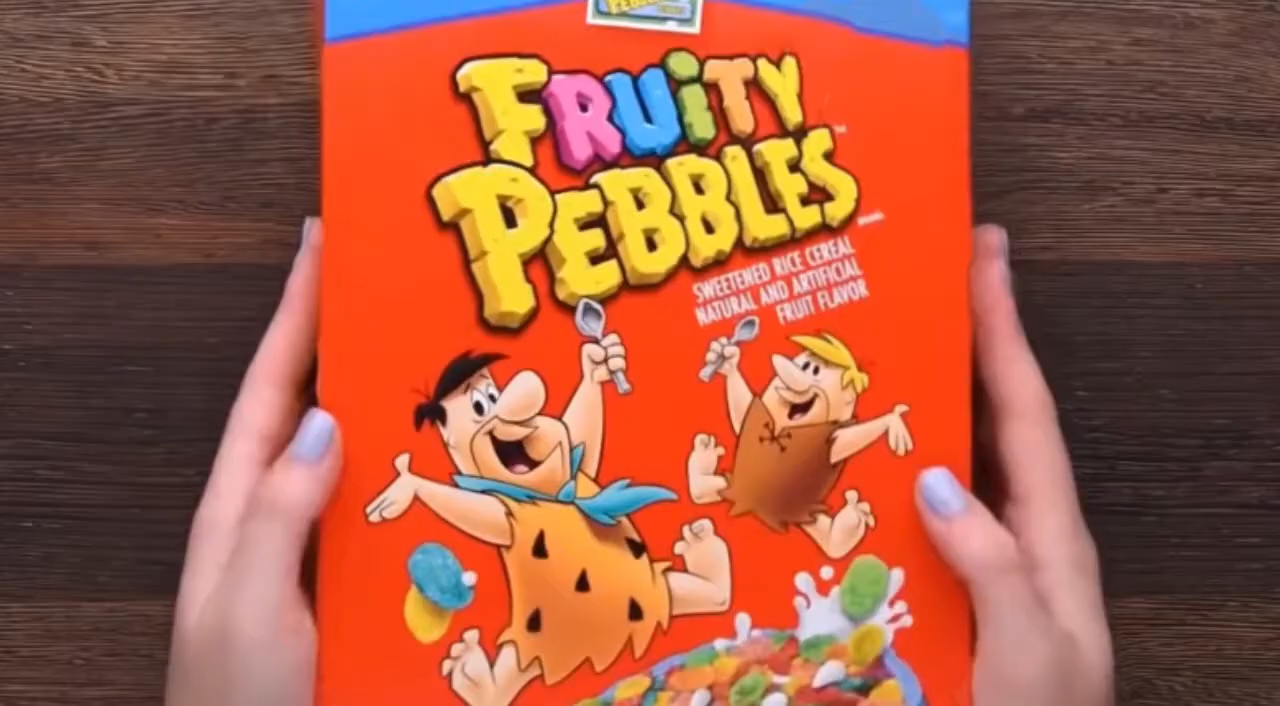 FRUiTY
PEBBLES
SWEETENED RICE CEREAL
NATURAL AND ARTIFICIAL
FRUIT FLAVOR